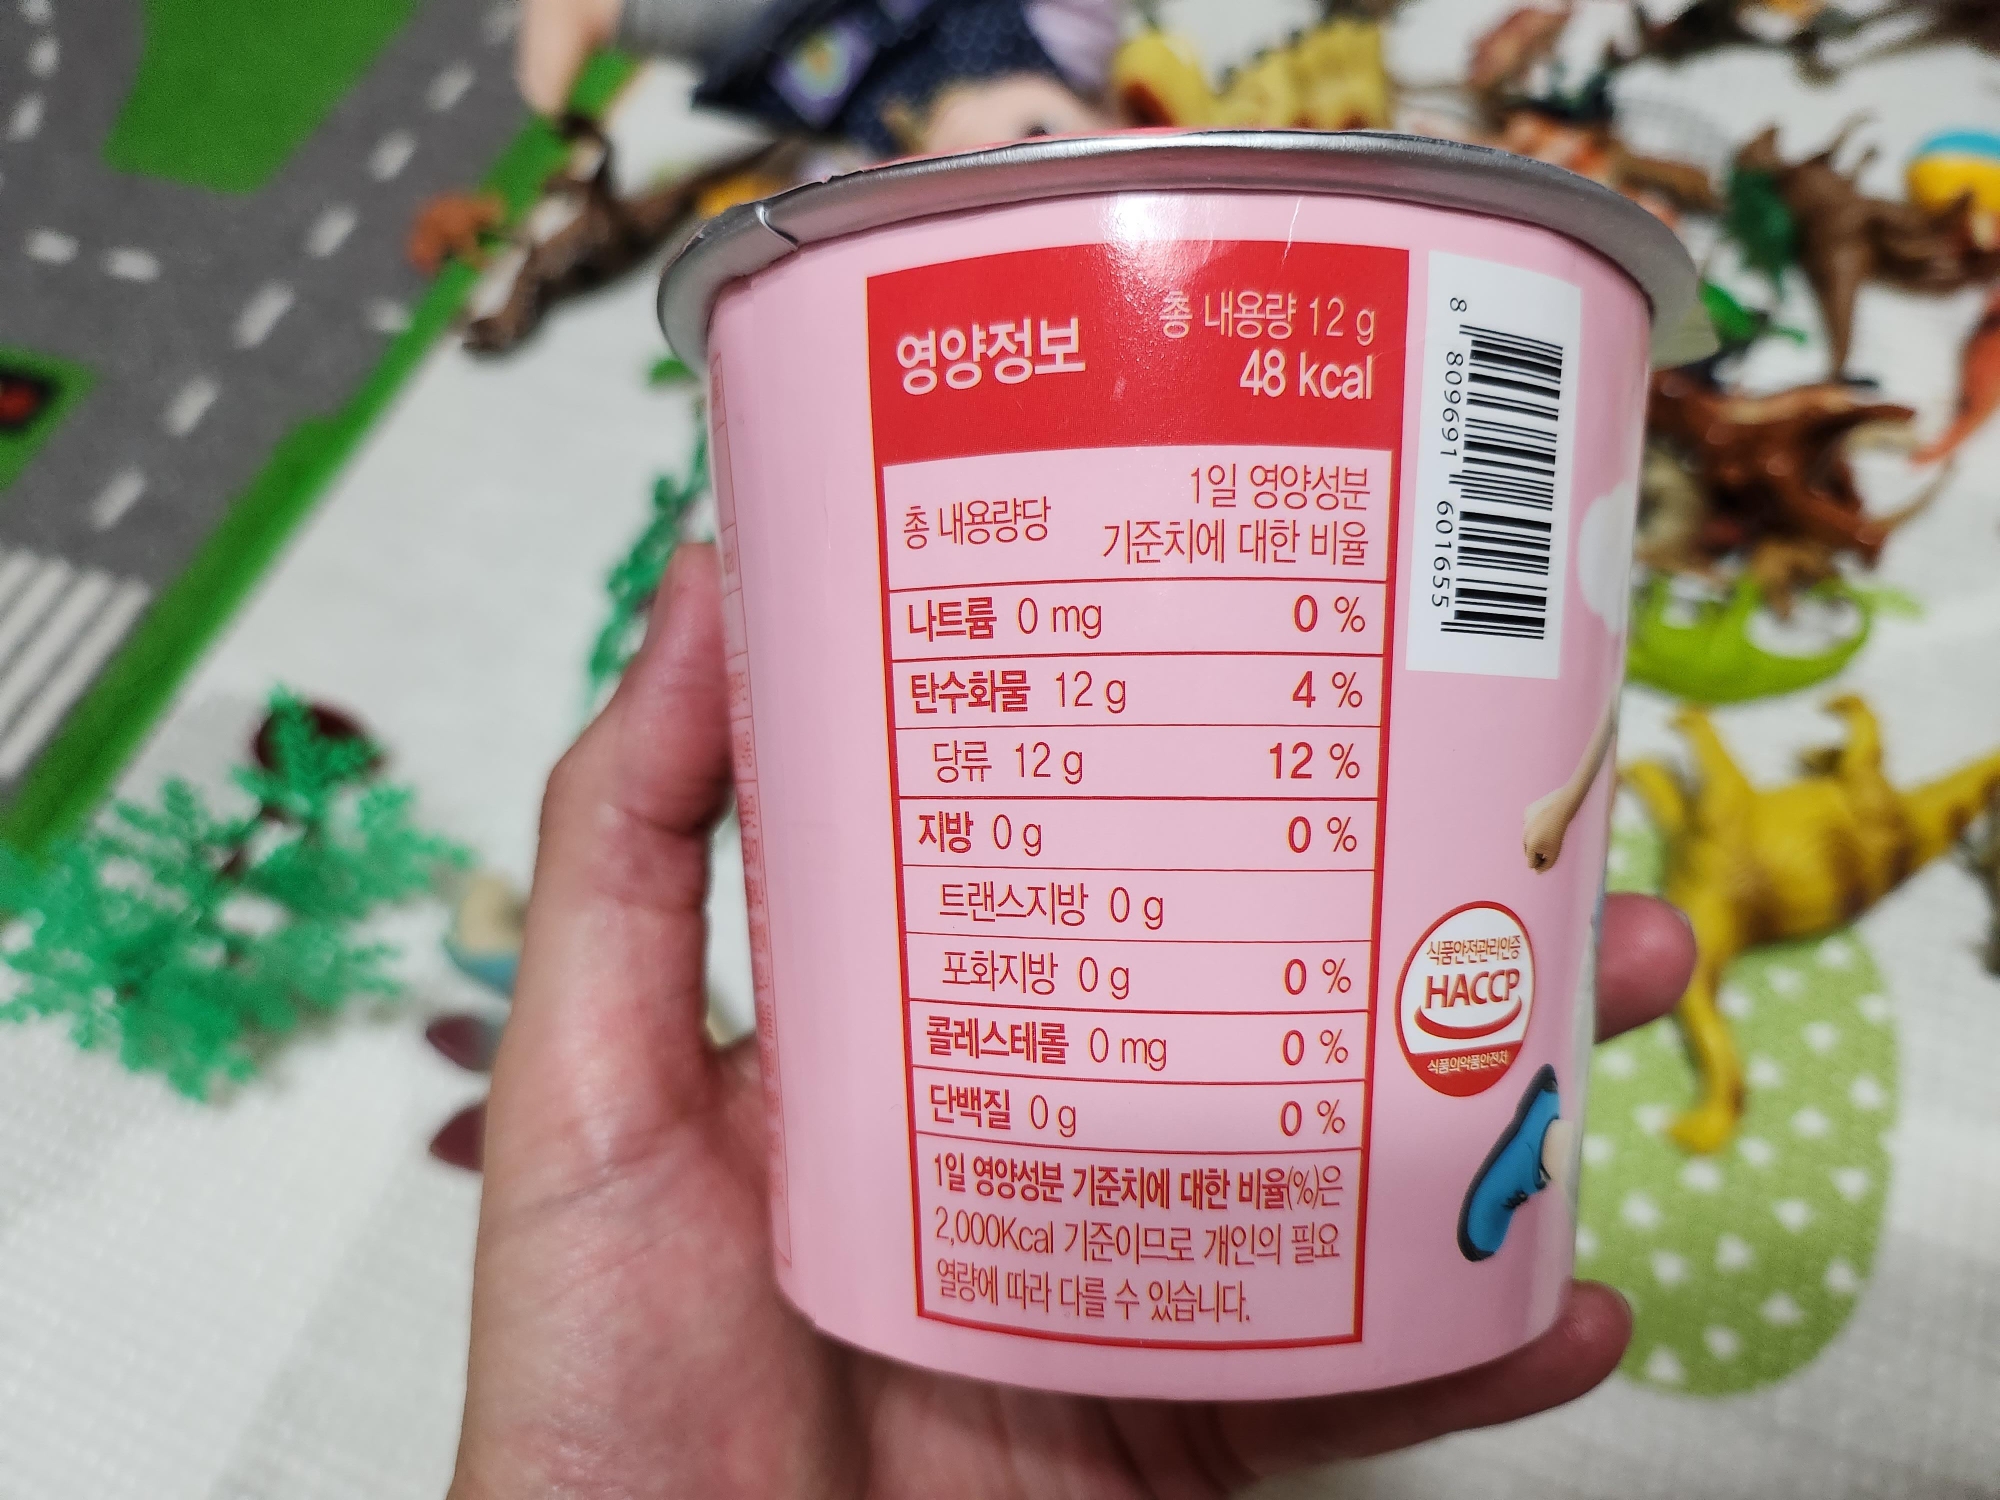 영양정보
총 내용량 12 g
48 kcal
총 내용량당
1일 영양성분
기준치에 대한 비율
나트륨 0 mg 0 %
탄수화물 12 g 4 %
당류 12 g 12 %
지방 0 g 0 %
트랜스지방 0 g
포화지방 0 g 0 %
콜레스테롤 0 mg 0 %
단백질 0 g 0 %
1일 영양성분 기준치에 대한 비율(%)은
2,000Kcal 기준이므로 개인의 필요
열량에 따라 다를 수 있습니다.
8 809691 601655
식품안전관리인증
HACCP
식품의약품안전처